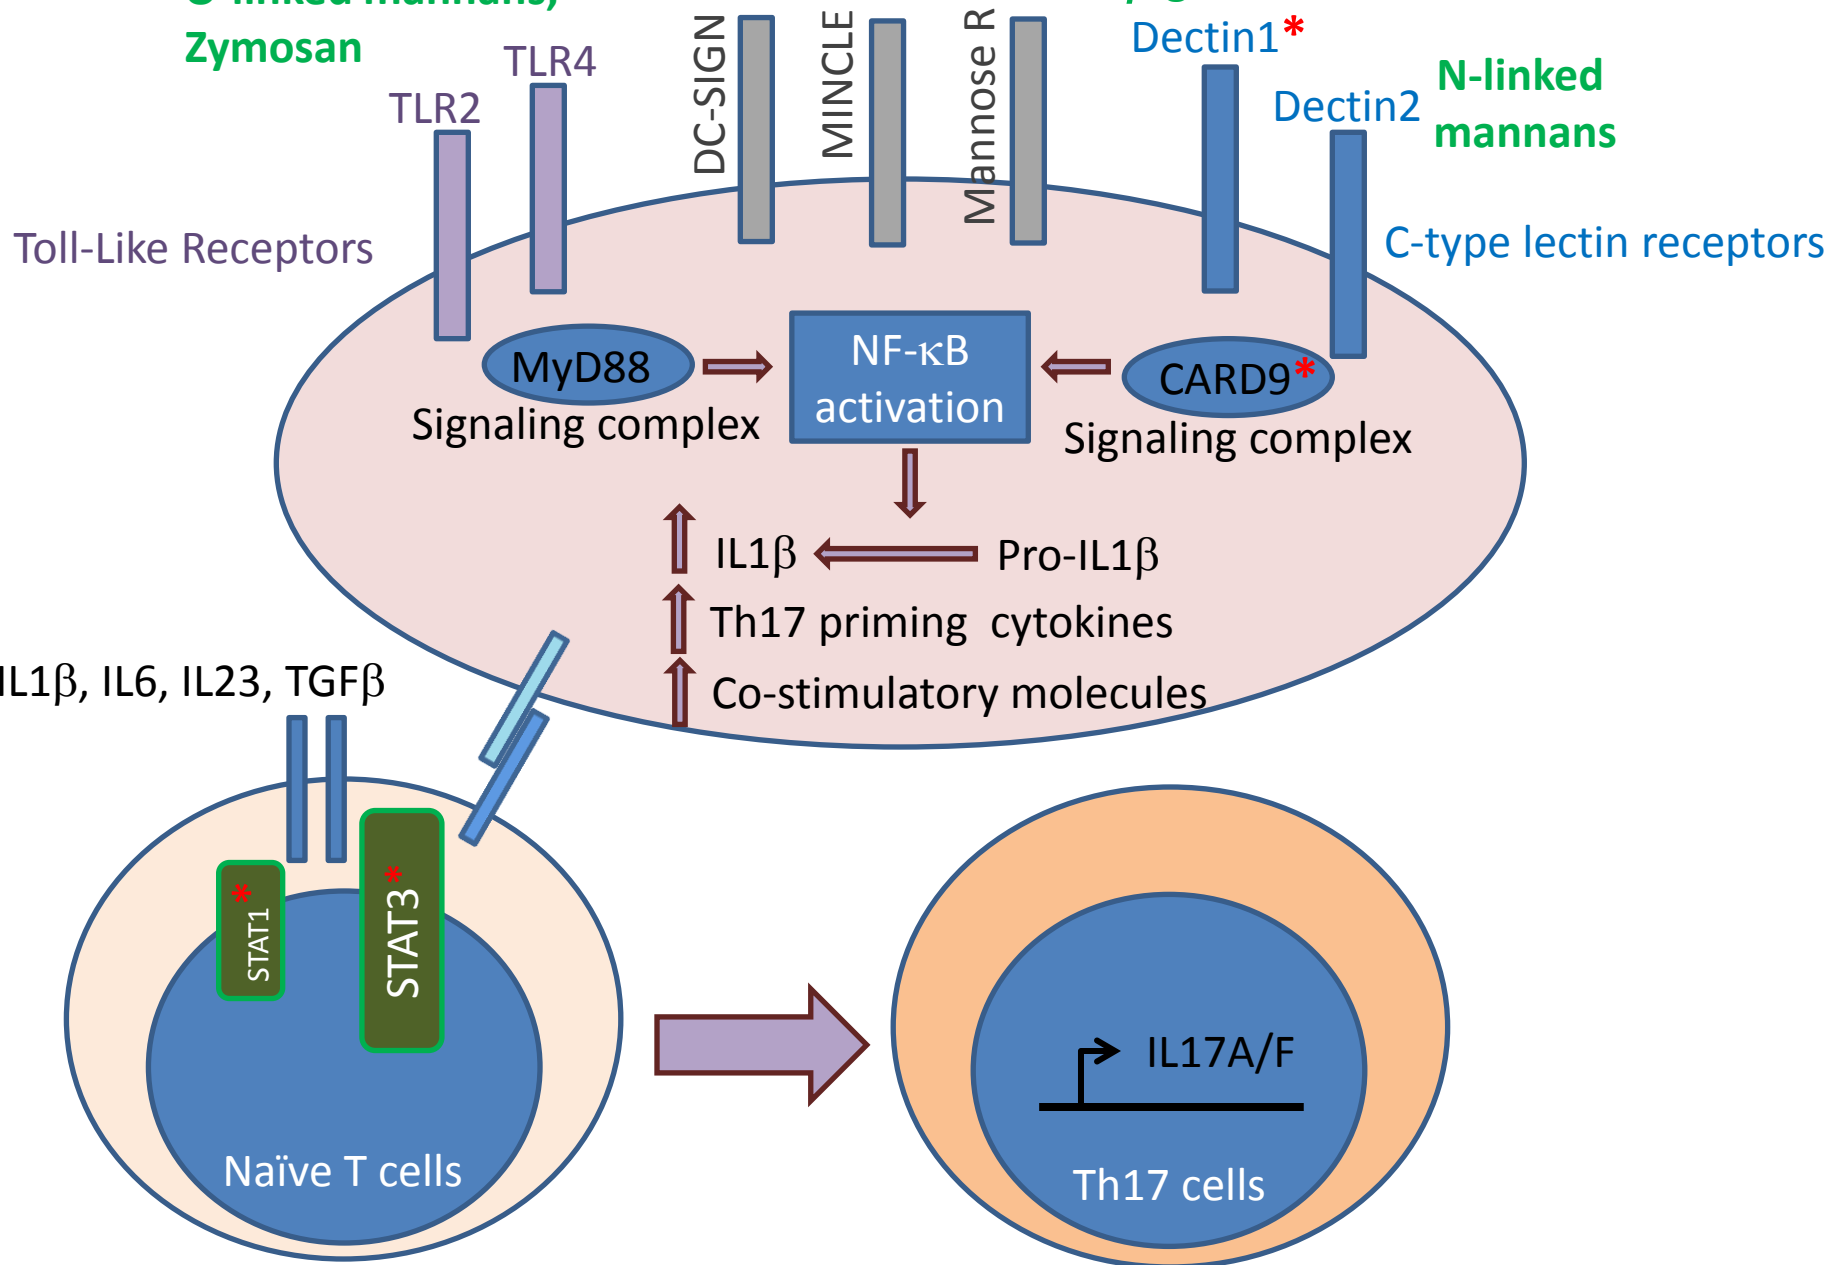 Zymosan
TLR4
TLR2
DC-SIGN
MINCLE
Mannose R
Dectin1*
Dectin2
N-linked
mannans
Toll-Like Receptors
C-type lectin receptors
MyD88
Signaling complex
NF-κB
activation
CARD9*
Signaling complex
IL1β
Pro-IL1β
Th17 priming cytokines
Co-stimulatory molecules
IL1β, IL6, IL23, TGFβ
STAT1*
STAT3*
Naïve T cells
IL17A/F
Th17 cells